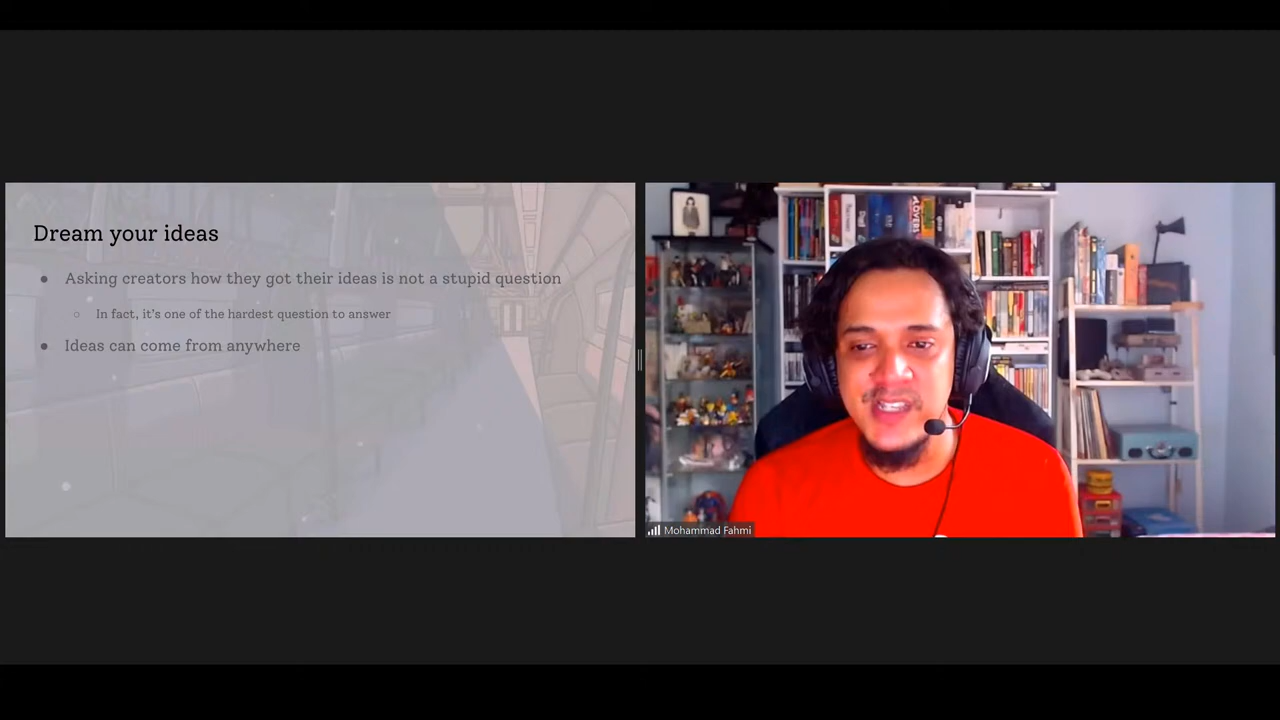 Dream your ideas
● Asking creators how they got their ideas is not a stupid question
○ In fact, it's one of the hardest question to answer
● Ideas can come from anywhere
Mohammad Fahmi